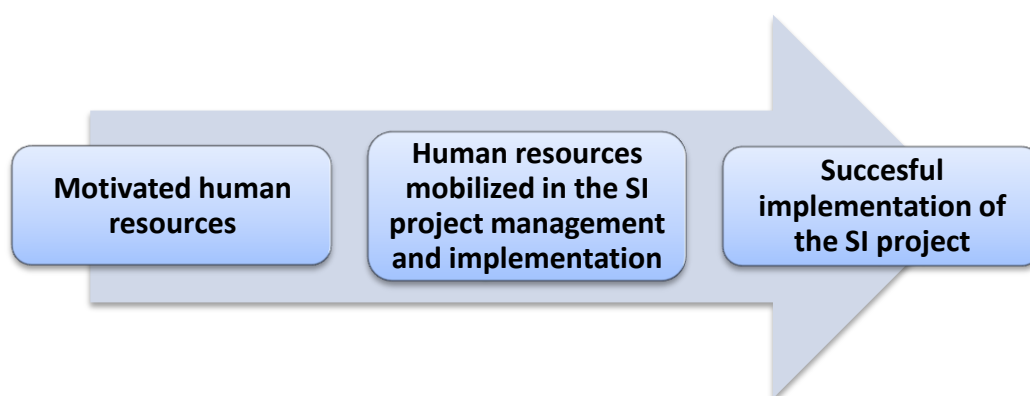 Motivated human
resources
Human resources
mobilized in the SI
project management
and implementation
Succesful
implementation of
the SI project